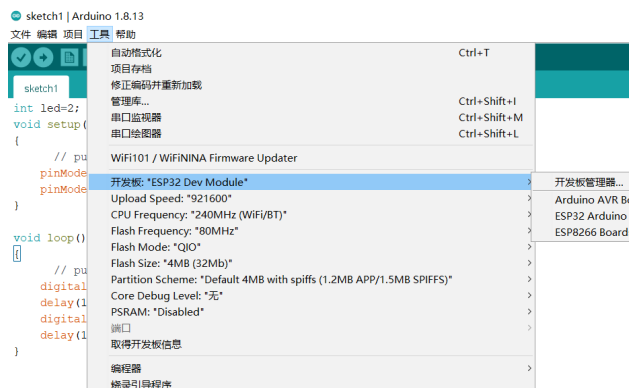 sketch1 | Arduino 1.8.13
文件 编辑 项目 工具 帮助
自动格式化 Ctrl+T
项目存档
修正编码并重新加载
管理库... Ctrl+Shift+I
串口监视器 Ctrl+Shift+M
串口绘图器 Ctrl+Shift+L
WiFi101 / WiFiNINA Firmware Updater
开发板: "ESP32 Dev Module"
Upload Speed: "921600"
CPU Frequency: "240MHz (WiFi/BT)"
Flash Frequency: "80MHz"
Flash Mode: "QIO"
Flash Size: "4MB (32Mb)"
Partition Scheme: "Default 4MB with spiffs (1.2MB APP/1.5MB SPIFFS)"
Core Debug Level: "无"
PSRAM: "Disabled"
端口
取得开发板信息
编程器
烧录引导程序
开发板管理器...
Arduino AVR Bo
ESP32 Arduino
ESP8266 Board
sketch1
int led=2;
void setup(
{
// pu
pinMode
pinMode
}
void loop()
{
// pu
digital
delay(1
digital
delay(1
}